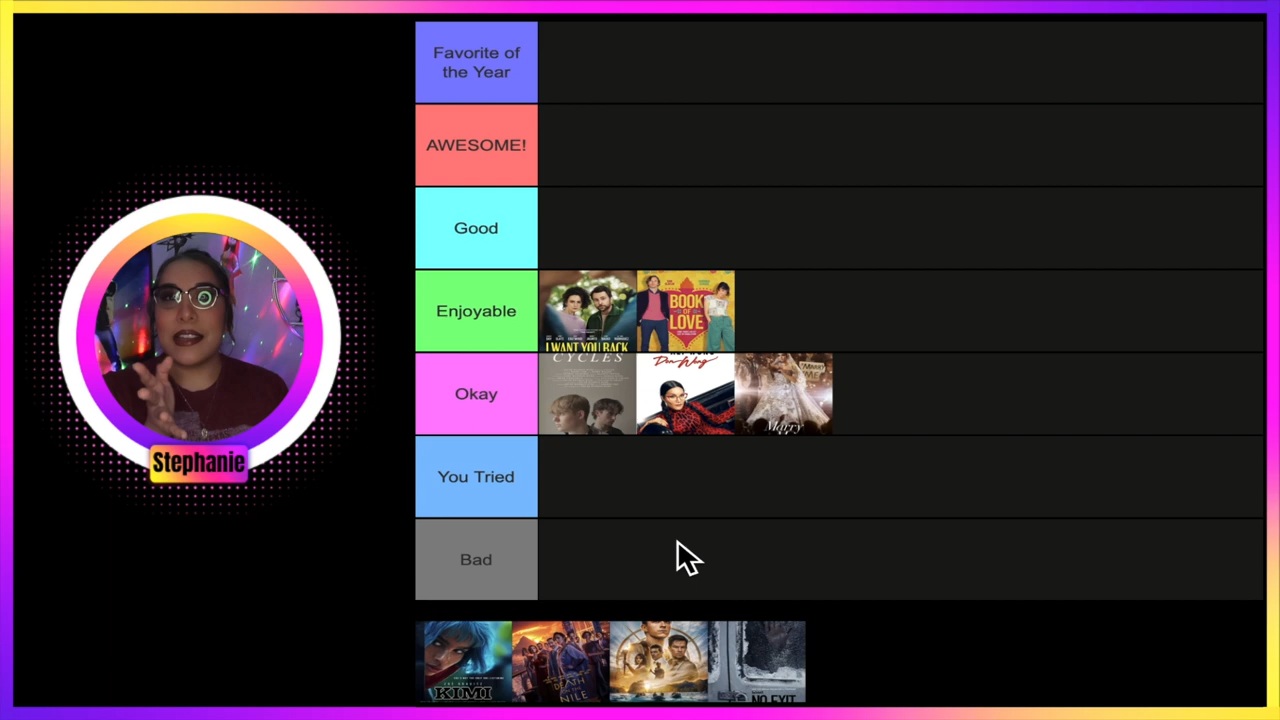 Favorite of
the Year
AWESOME!
Good
Enjoyable
I WANT YOU BACK
BOOK
OF
LOVE
Okay
CYCLES
Marry
You Tried
Bad
Stephanie
KIMI
DEATH
NILE
NO EXIT